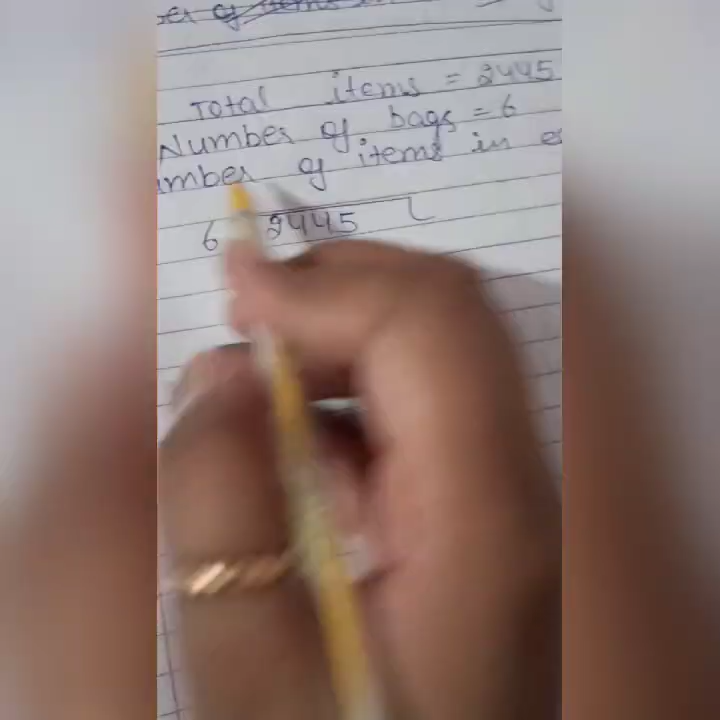 Total items = 2445
Number of bags = 6
umber of items in e
6 2445